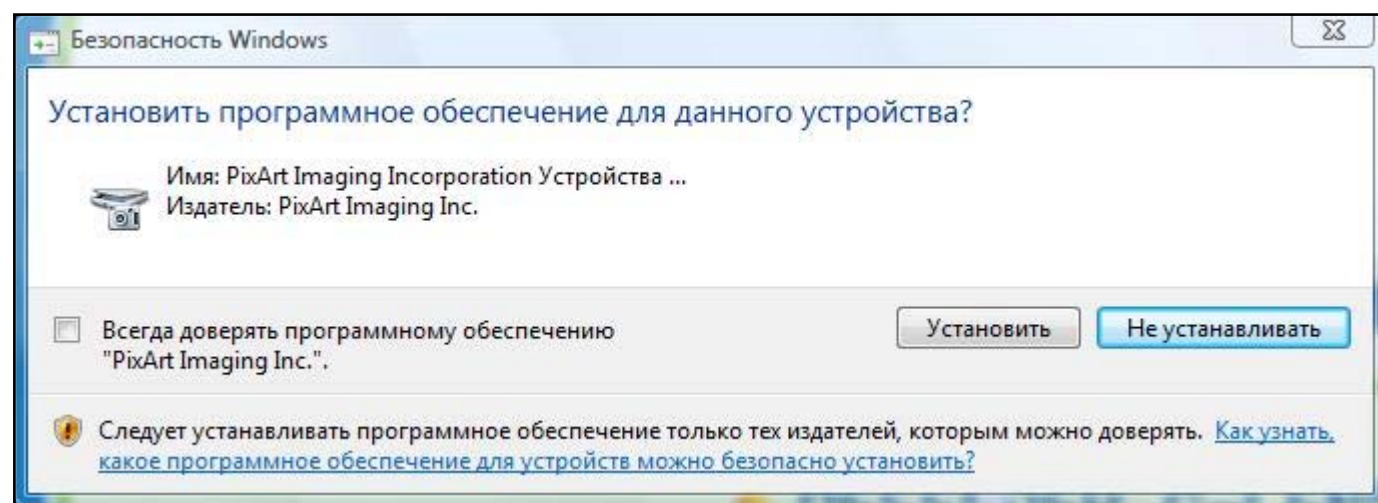 Безопасность Windows
Установить программное обеспечение для данного устройства?
Имя: PixArt Imaging Incorporation Устройства ...
Издатель: PixArt Imaging Inc.
Всегда доверять программному обеспечению
"PixArt Imaging Inc.".
Установить
Не устанавливать
Следует устанавливать программное обеспечение только тех издателей, которым можно доверять. Как узнать,
какое программное обеспечение для устройств можно безопасно установить?